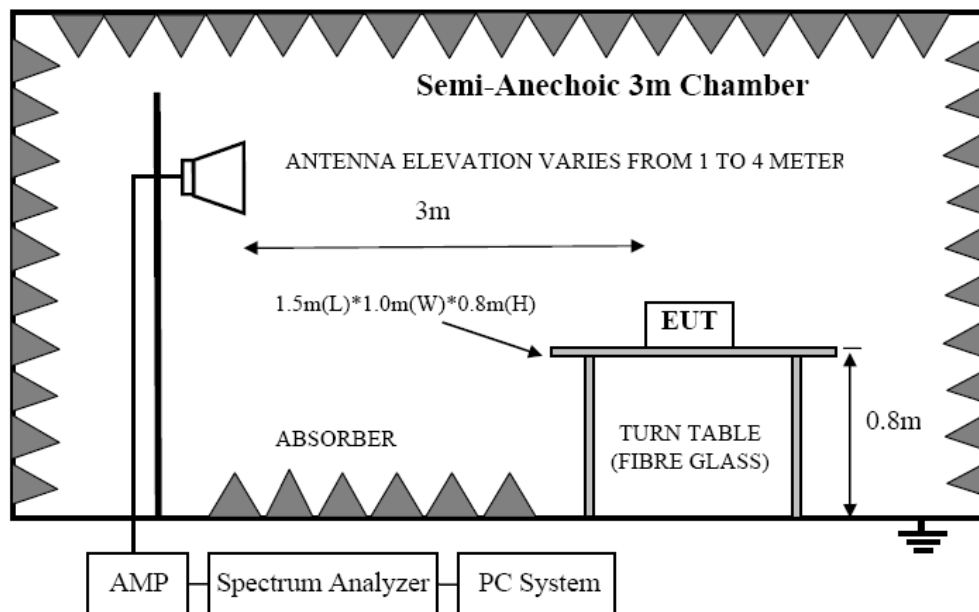 Semi-Anechoic 3m Chamber
ANTENNA ELEVATION VARIES FROM 1 TO 4 METER
3m
1.5m(L)*1.0m(W)*0.8m(H)
EUT
0.8m
ABSORBER
TURN TABLE
(FIBRE GLASS)
AMP
Spectrum Analyzer
PC System